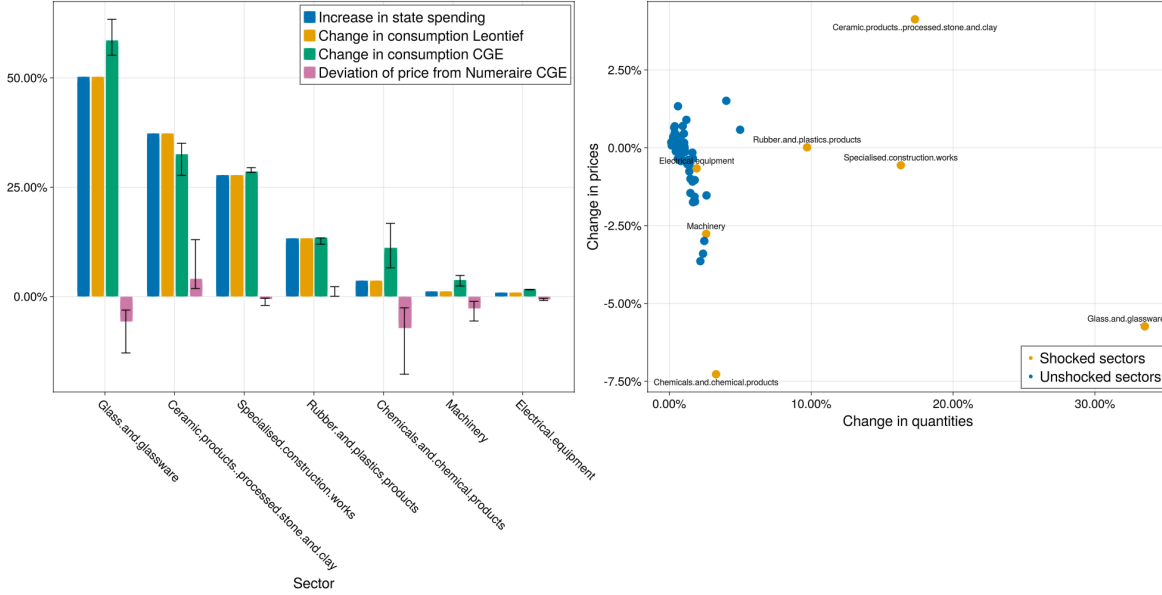 Increase in state spending
Change in consumption Leontief
Change in consumption CGE
Deviation of price from Numeraire CGE
50.00%
25.00%
0.00%
Glass.and.glassware
Ceramic.products..processed.stone.and.clay
Specialised.construction.works
Rubber.and.plastics.products
Chemicals.and.chemical.products
Machinery
Electrical.equipment
Sector
Change in prices
2.50%
0.00%
-2.50%
-5.00%
-7.50%
Ceramic.products..processed.stone.and.clay
Rubber.and.plastics.products
Specialised.construction.works
Electrical.equipment
Machinery
Glass.and.glassware
Chemicals.and.chemical.products
Shocked sectors
Unshocked sectors
0.00%
10.00%
20.00%
30.00%
Change in quantities